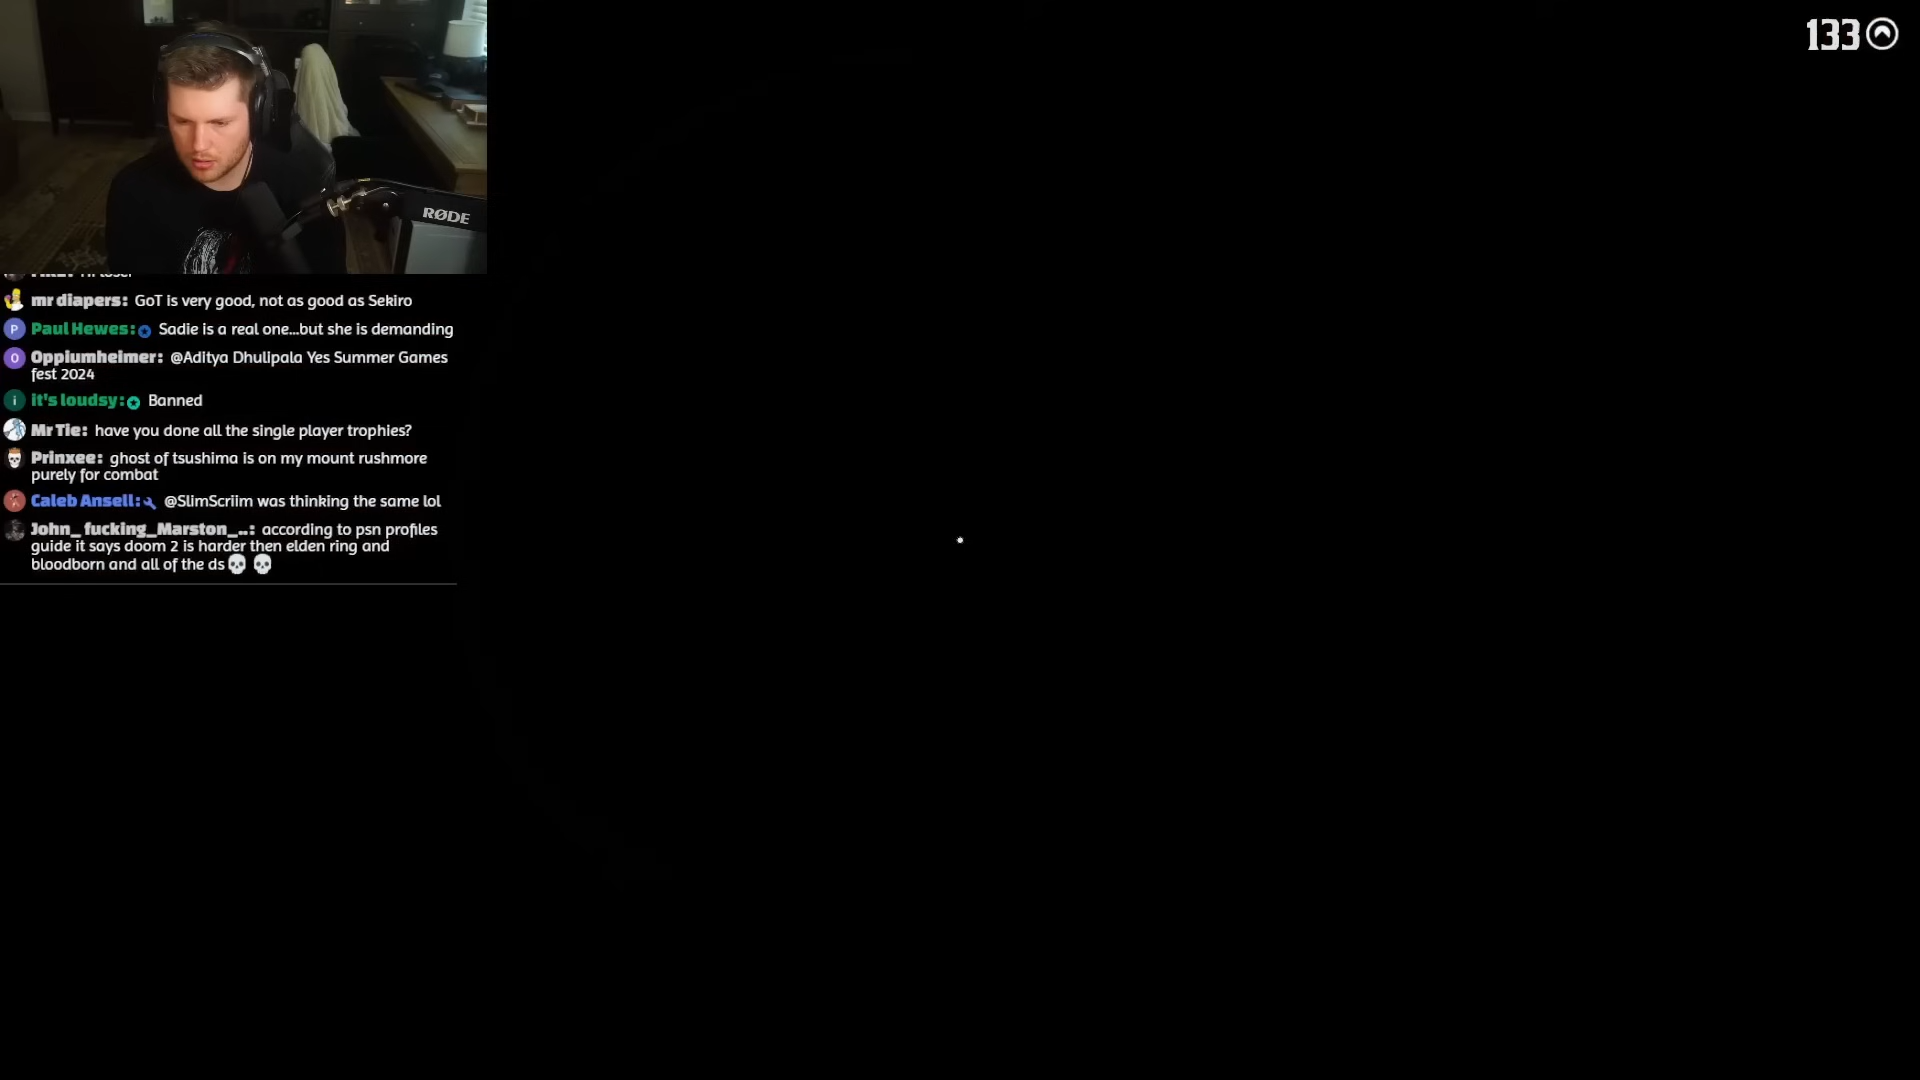 133
RØDE
mr diapers: GoT is very good, not as good as Sekiro
Paul Hewes: Sadie is a real one...but she is demanding
Oppiumheimer: @Aditya Dhulipala Yes Summer Games
fest 2024
it's loudsy: Banned
Mr Tie: have you done all the single player trophies?
Prinxee: ghost of tsushima is on my mount rushmore
purely for combat
Caleb Ansell: @SlimScriim was thinking the same lol
John_ fucking_Marston_..: according to psn profiles
guide it says doom 2 is harder then elden ring and
bloodborn and all of the ds💀 💀